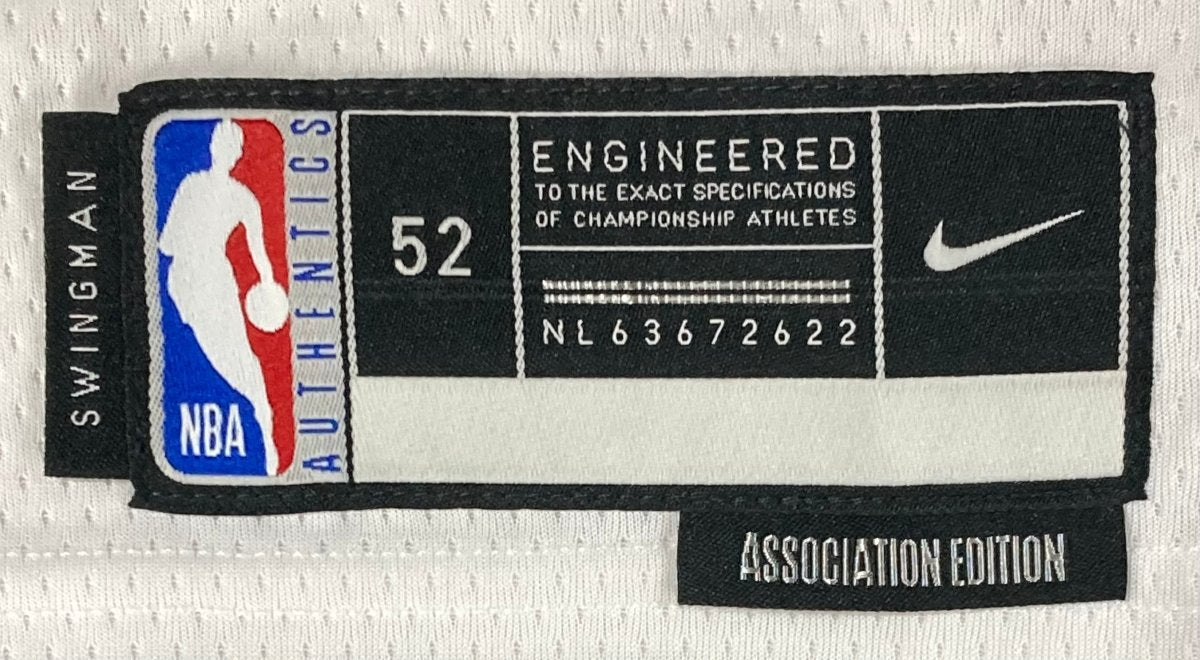 SWINGMAN
NBA
AUTHENTICS
52
ENGINEERED
TO THE EXACT SPECIFICATIONS
OF CHAMPIONSHIP ATHLETES
NL63672622
ASSOCIATION EDITION